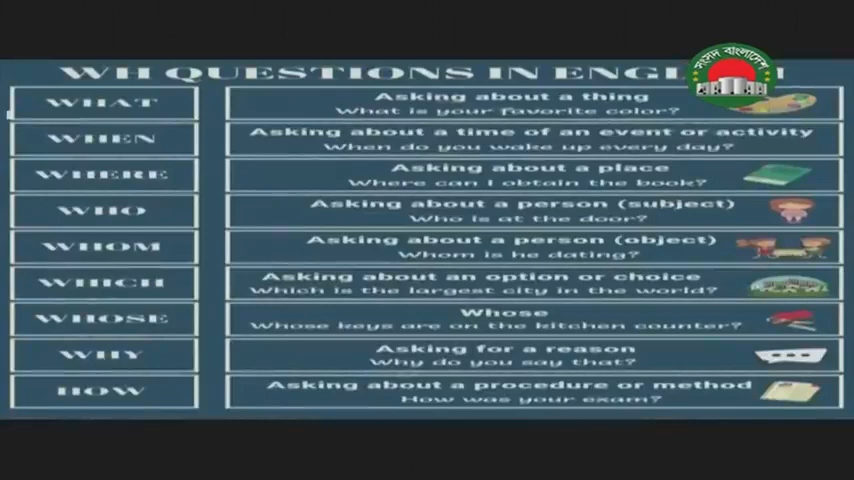 সংসদ বাংলাদেশ
WH QUESTIONS IN ENGL
WHAT
Asking about a thing
What is your favorite color?
WHEN
Asking about a time of an event or activity
When do you wake up every day?
WHERE
Asking about a place
Where can I obtain the book?
WHO
Asking about a person (subject)
Who is at the door?
WHOM
Asking about a person (object)
Whom is he dating?
WHICH
Asking about an option or choice
Which is the largest city in the world?
WHOSE
Whose
Whose keys are on the kitchen counter?
WHY
Asking for a reason
Why do you say that?
HOW
Asking about a procedure or method
How was your exam?